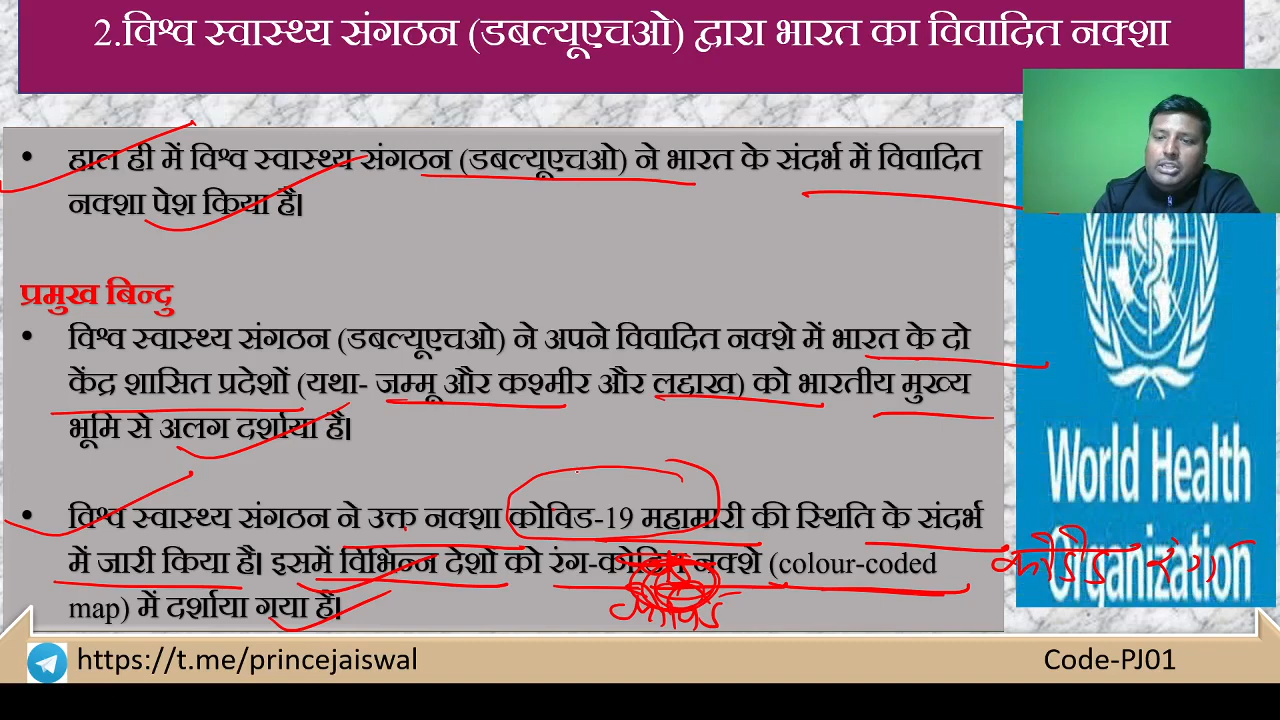 2.विश्व स्वास्थ्य संगठन (डबल्यूएचओ) द्वारा भारत का विवादित नक्शा
• हाल ही में विश्व स्वास्थ्य संगठन (डबल्यूएचओ) ने भारत के संदर्भ में विवादित
नक्शा पेश किया है।
प्रमुख बिन्दु
• विश्व स्वास्थ्य संगठन (डबल्यूएचओ) ने अपने विवादित नक्शे में भारत के दो
केंद्र शासित प्रदेशों (यथा- जम्मू और कश्मीर और लद्दाख) को भारतीय मुख्य
भूमि से अलग दर्शाया है।
• विश्व स्वास्थ्य संगठन ने उक्त नक्शा कोविड-19 महामारी की स्थिति के संदर्भ
में जारी किया है। इसमें विभिन्न देशों को रंग-कोडित नक्शे (colour-coded
map) में दर्शाया गया है।
World Health
Organization
https://t.me/princejaiswal
Code-PJ01